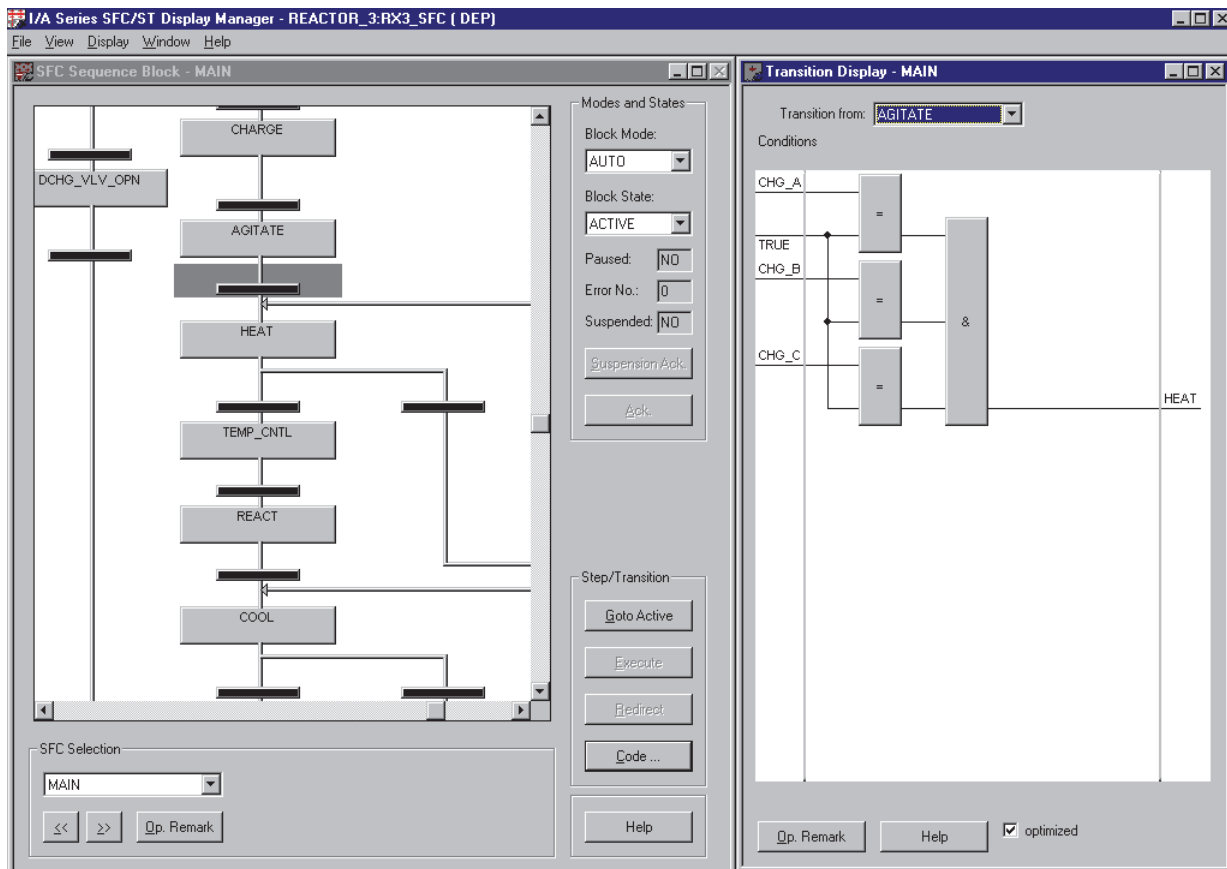 I/A Series SFC/ST Display Manager - REACTOR_3:RX3_SFC ( DEP)
File View Display Window Help
SFC Sequence Block - MAIN
CHARGE
DCHG_VLV_OPN
AGITATE
HEAT
TEMP_CNTL
REACT
COOL
Modes and States
Block Mode:
AUTO
Block State:
ACTIVE
Paused: NO
Error No.: 0
Suspended: NO
Suspension Ack.
Ack.
Step/Transition
Goto Active
Execute
Redirect
Code ...
Help
SFC Selection
MAIN
<< >> Op. Remark
Transition Display - MAIN
Transition from: AGITATE
Conditions
CHG_A
=
TRUE
CHG_B
=
&
CHG_C
=
HEAT
Op. Remark Help optimized